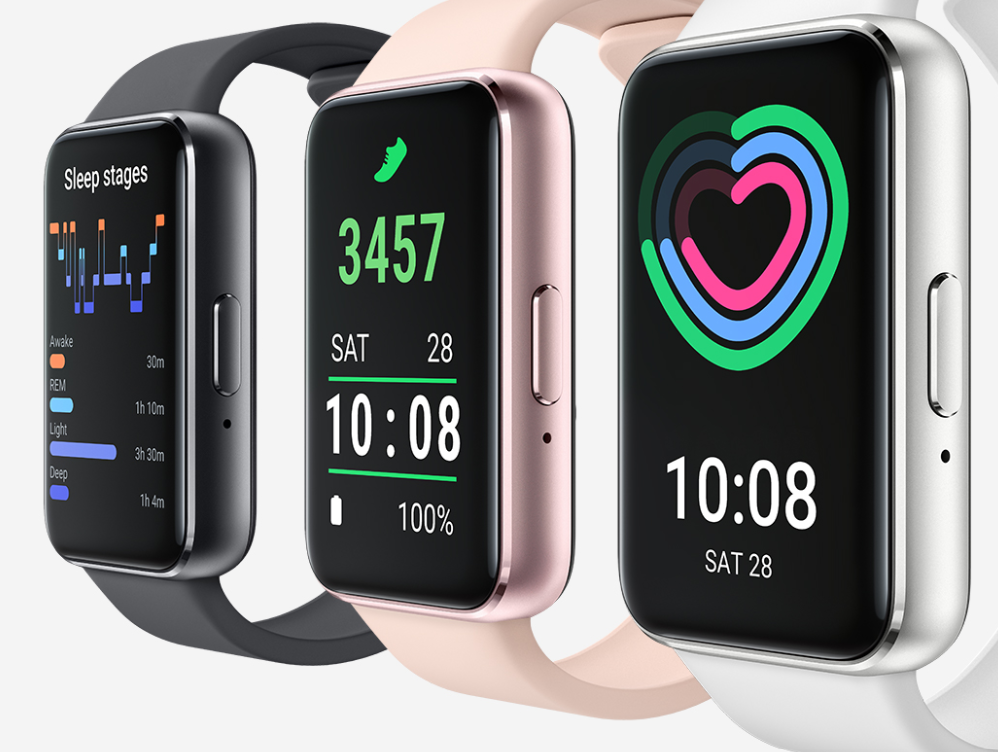 Sleep stages
Awake
30m
REM
1h 10m
Light
3h 30m
Deep
1h 4m
3457
SAT 28
10:08
100%
10:08
SAT 28